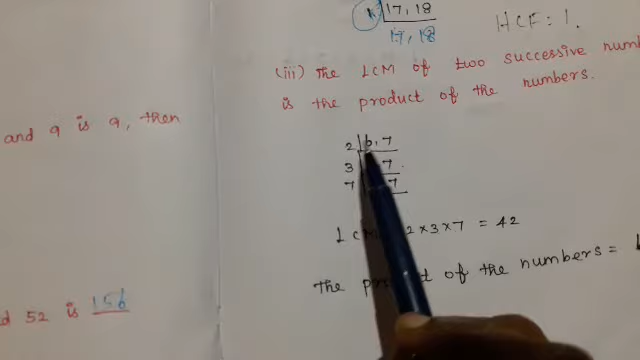 17, 18
17, 18
HCF = 1.
(iii) The LCM of two successive
is the product of the numbers.
and 9 is 9, then
2 6, 7
3 7
7 7
2 × 3 × 7 = 42
the of the numbers =
52 is 156